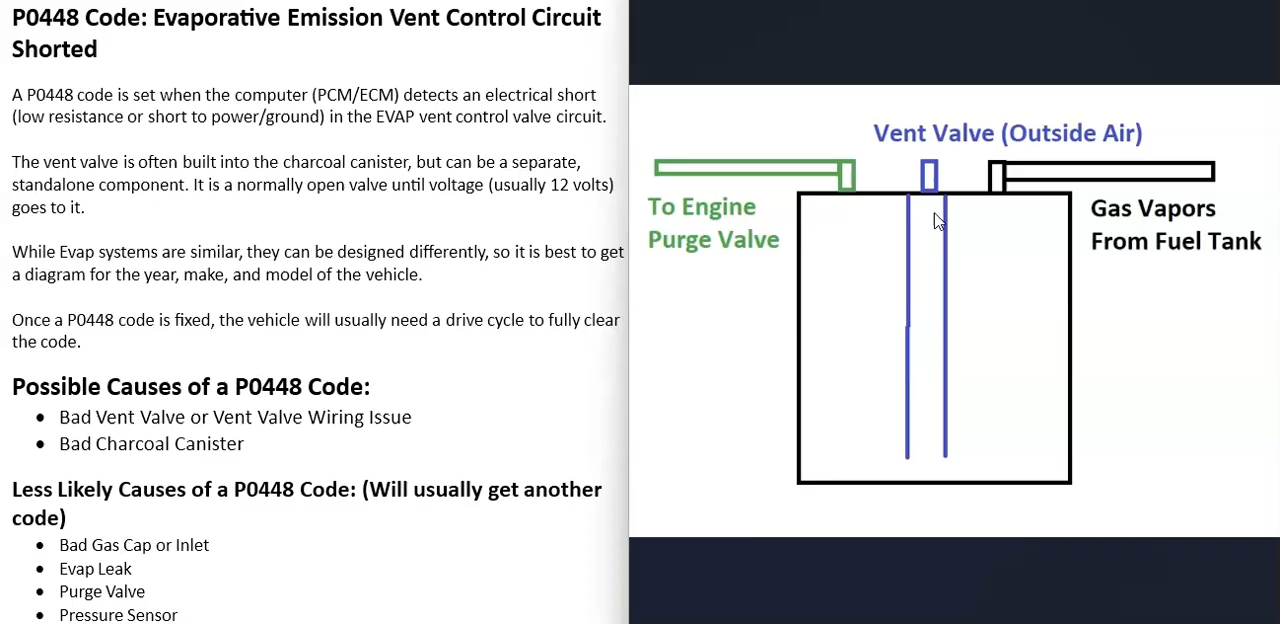 P0448 Code: Evaporative Emission Vent Control Circuit
Shorted
A P0448 code is set when the computer (PCM/ECM) detects an electrical short
(low resistance or short to power/ground) in the EVAP vent control valve circuit.
The vent valve is often built into the charcoal canister, but can be a separate,
standalone component. It is a normally open valve until voltage (usually 12 volts)
goes to it.
While Evap systems are similar, they can be designed differently, so it is best to get
a diagram for the year, make, and model of the vehicle.
Once a P0448 code is fixed, the vehicle will usually need a drive cycle to fully clear
the code.
Possible Causes of a P0448 Code:
• Bad Vent Valve or Vent Valve Wiring Issue
• Bad Charcoal Canister
Less Likely Causes of a P0448 Code: (Will usually get another
code)
• Bad Gas Cap or Inlet
• Evap Leak
• Purge Valve
• Pressure Sensor
Vent Valve (Outside Air)
To Engine
Purge Valve
Gas Vapors
From Fuel Tank